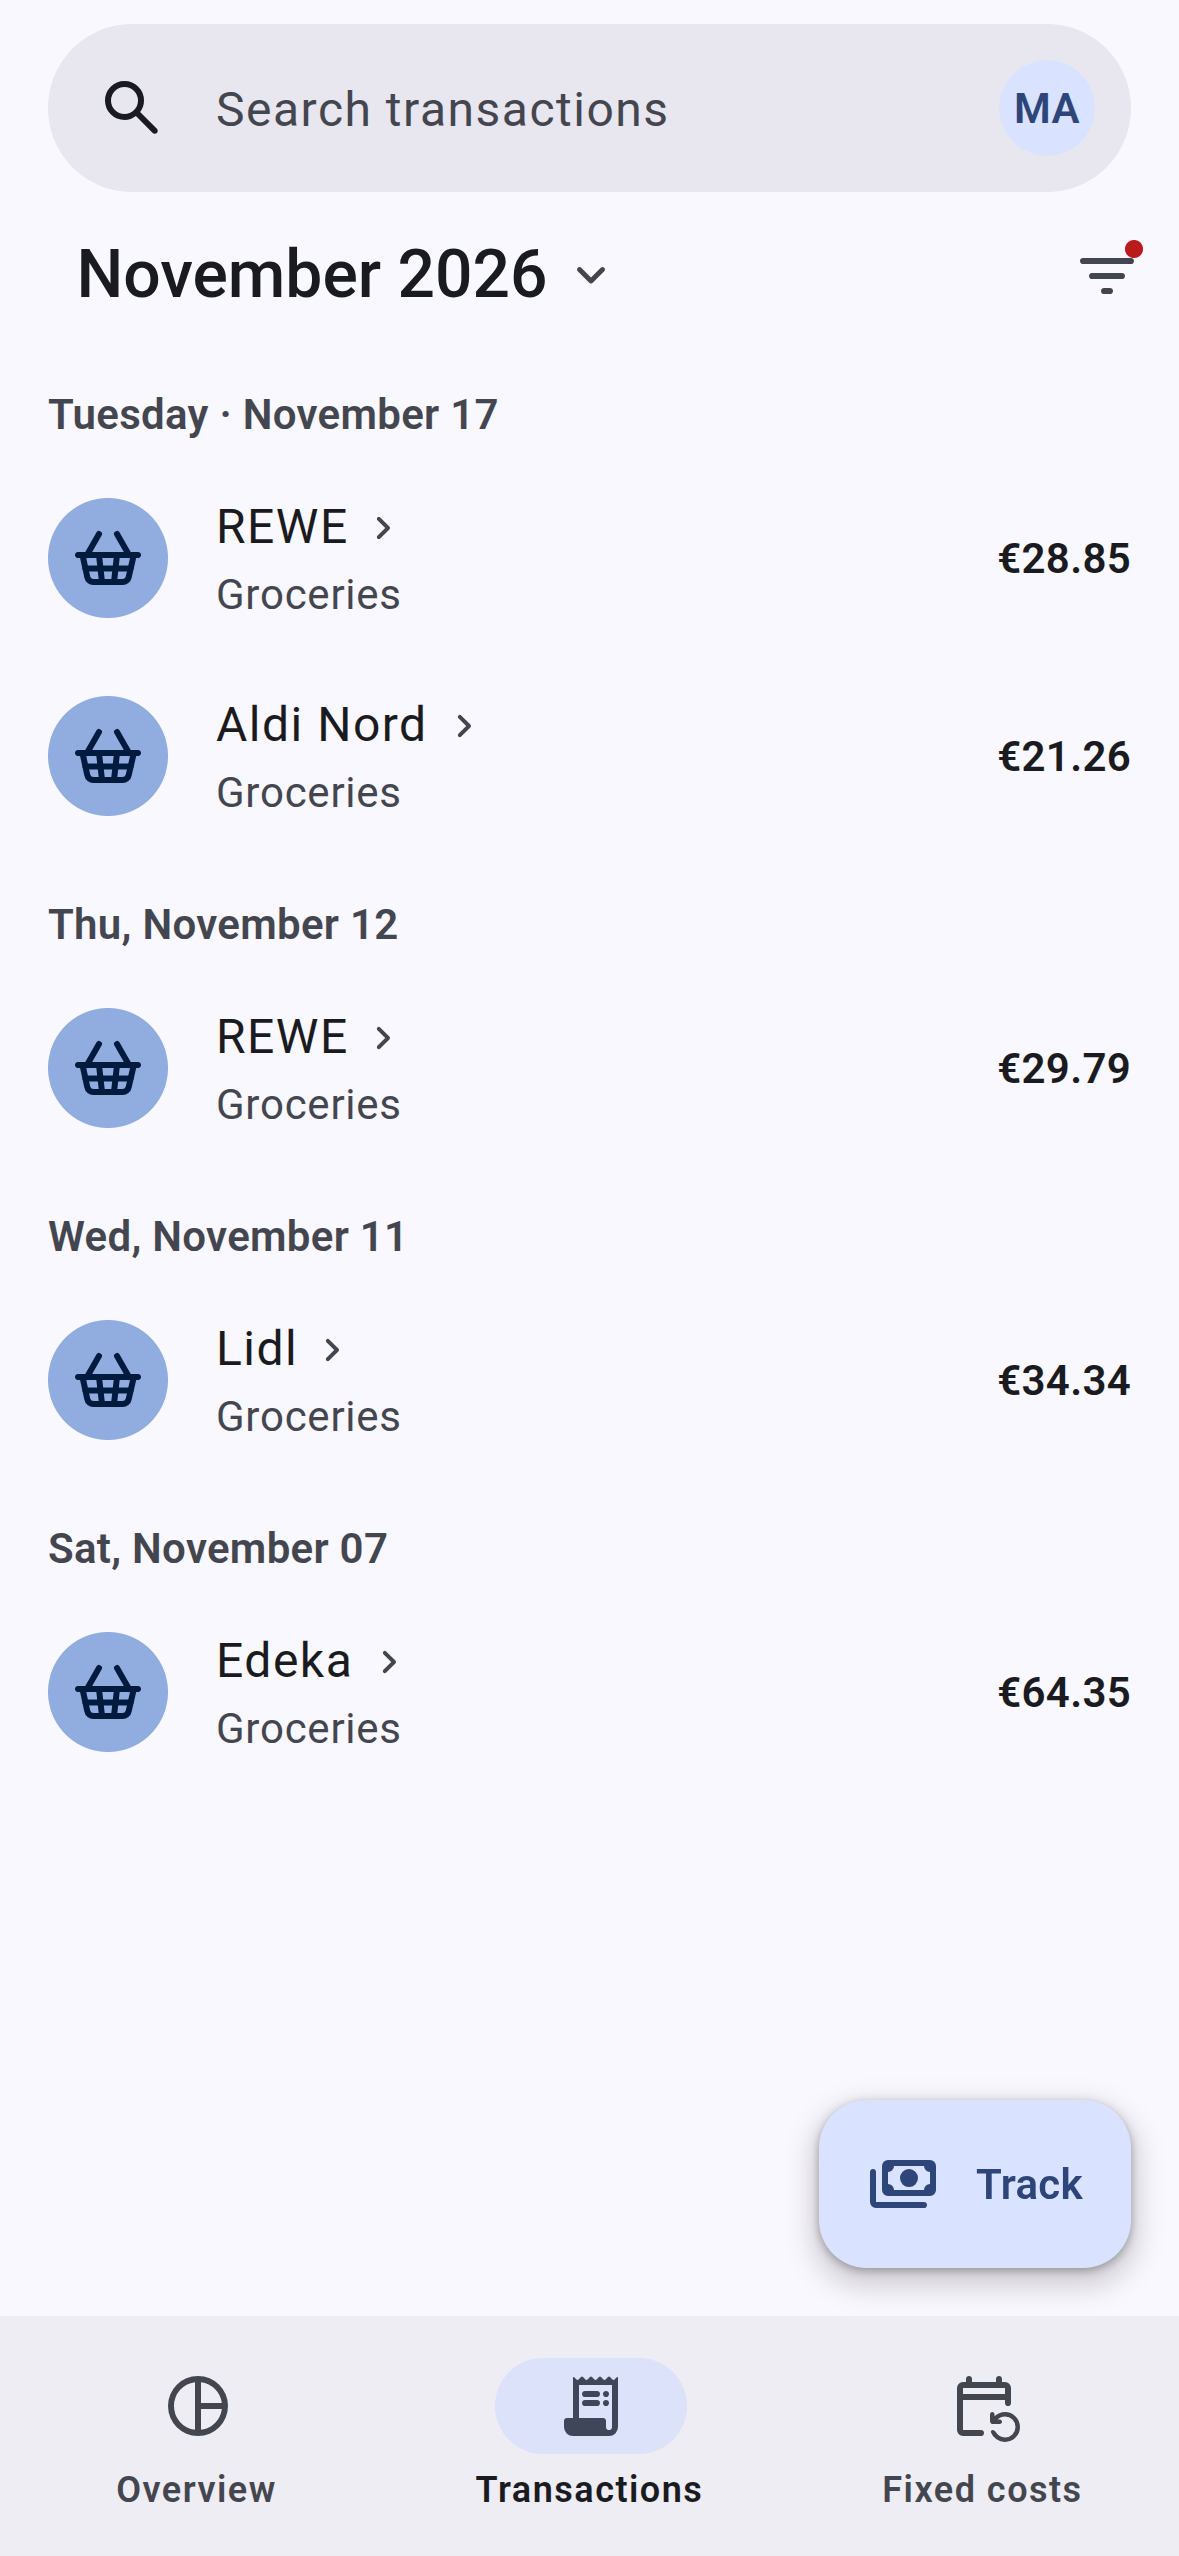 Search transactions
MA
November 2026
Tuesday · November 17
REWE
Groceries
€28.85
Aldi Nord
Groceries
€21.26
Thu, November 12
REWE
Groceries
€29.79
Wed, November 11
Lidl
Groceries
€34.34
Sat, November 07
Edeka
Groceries
€64.35
Track
Overview
Transactions
Fixed costs